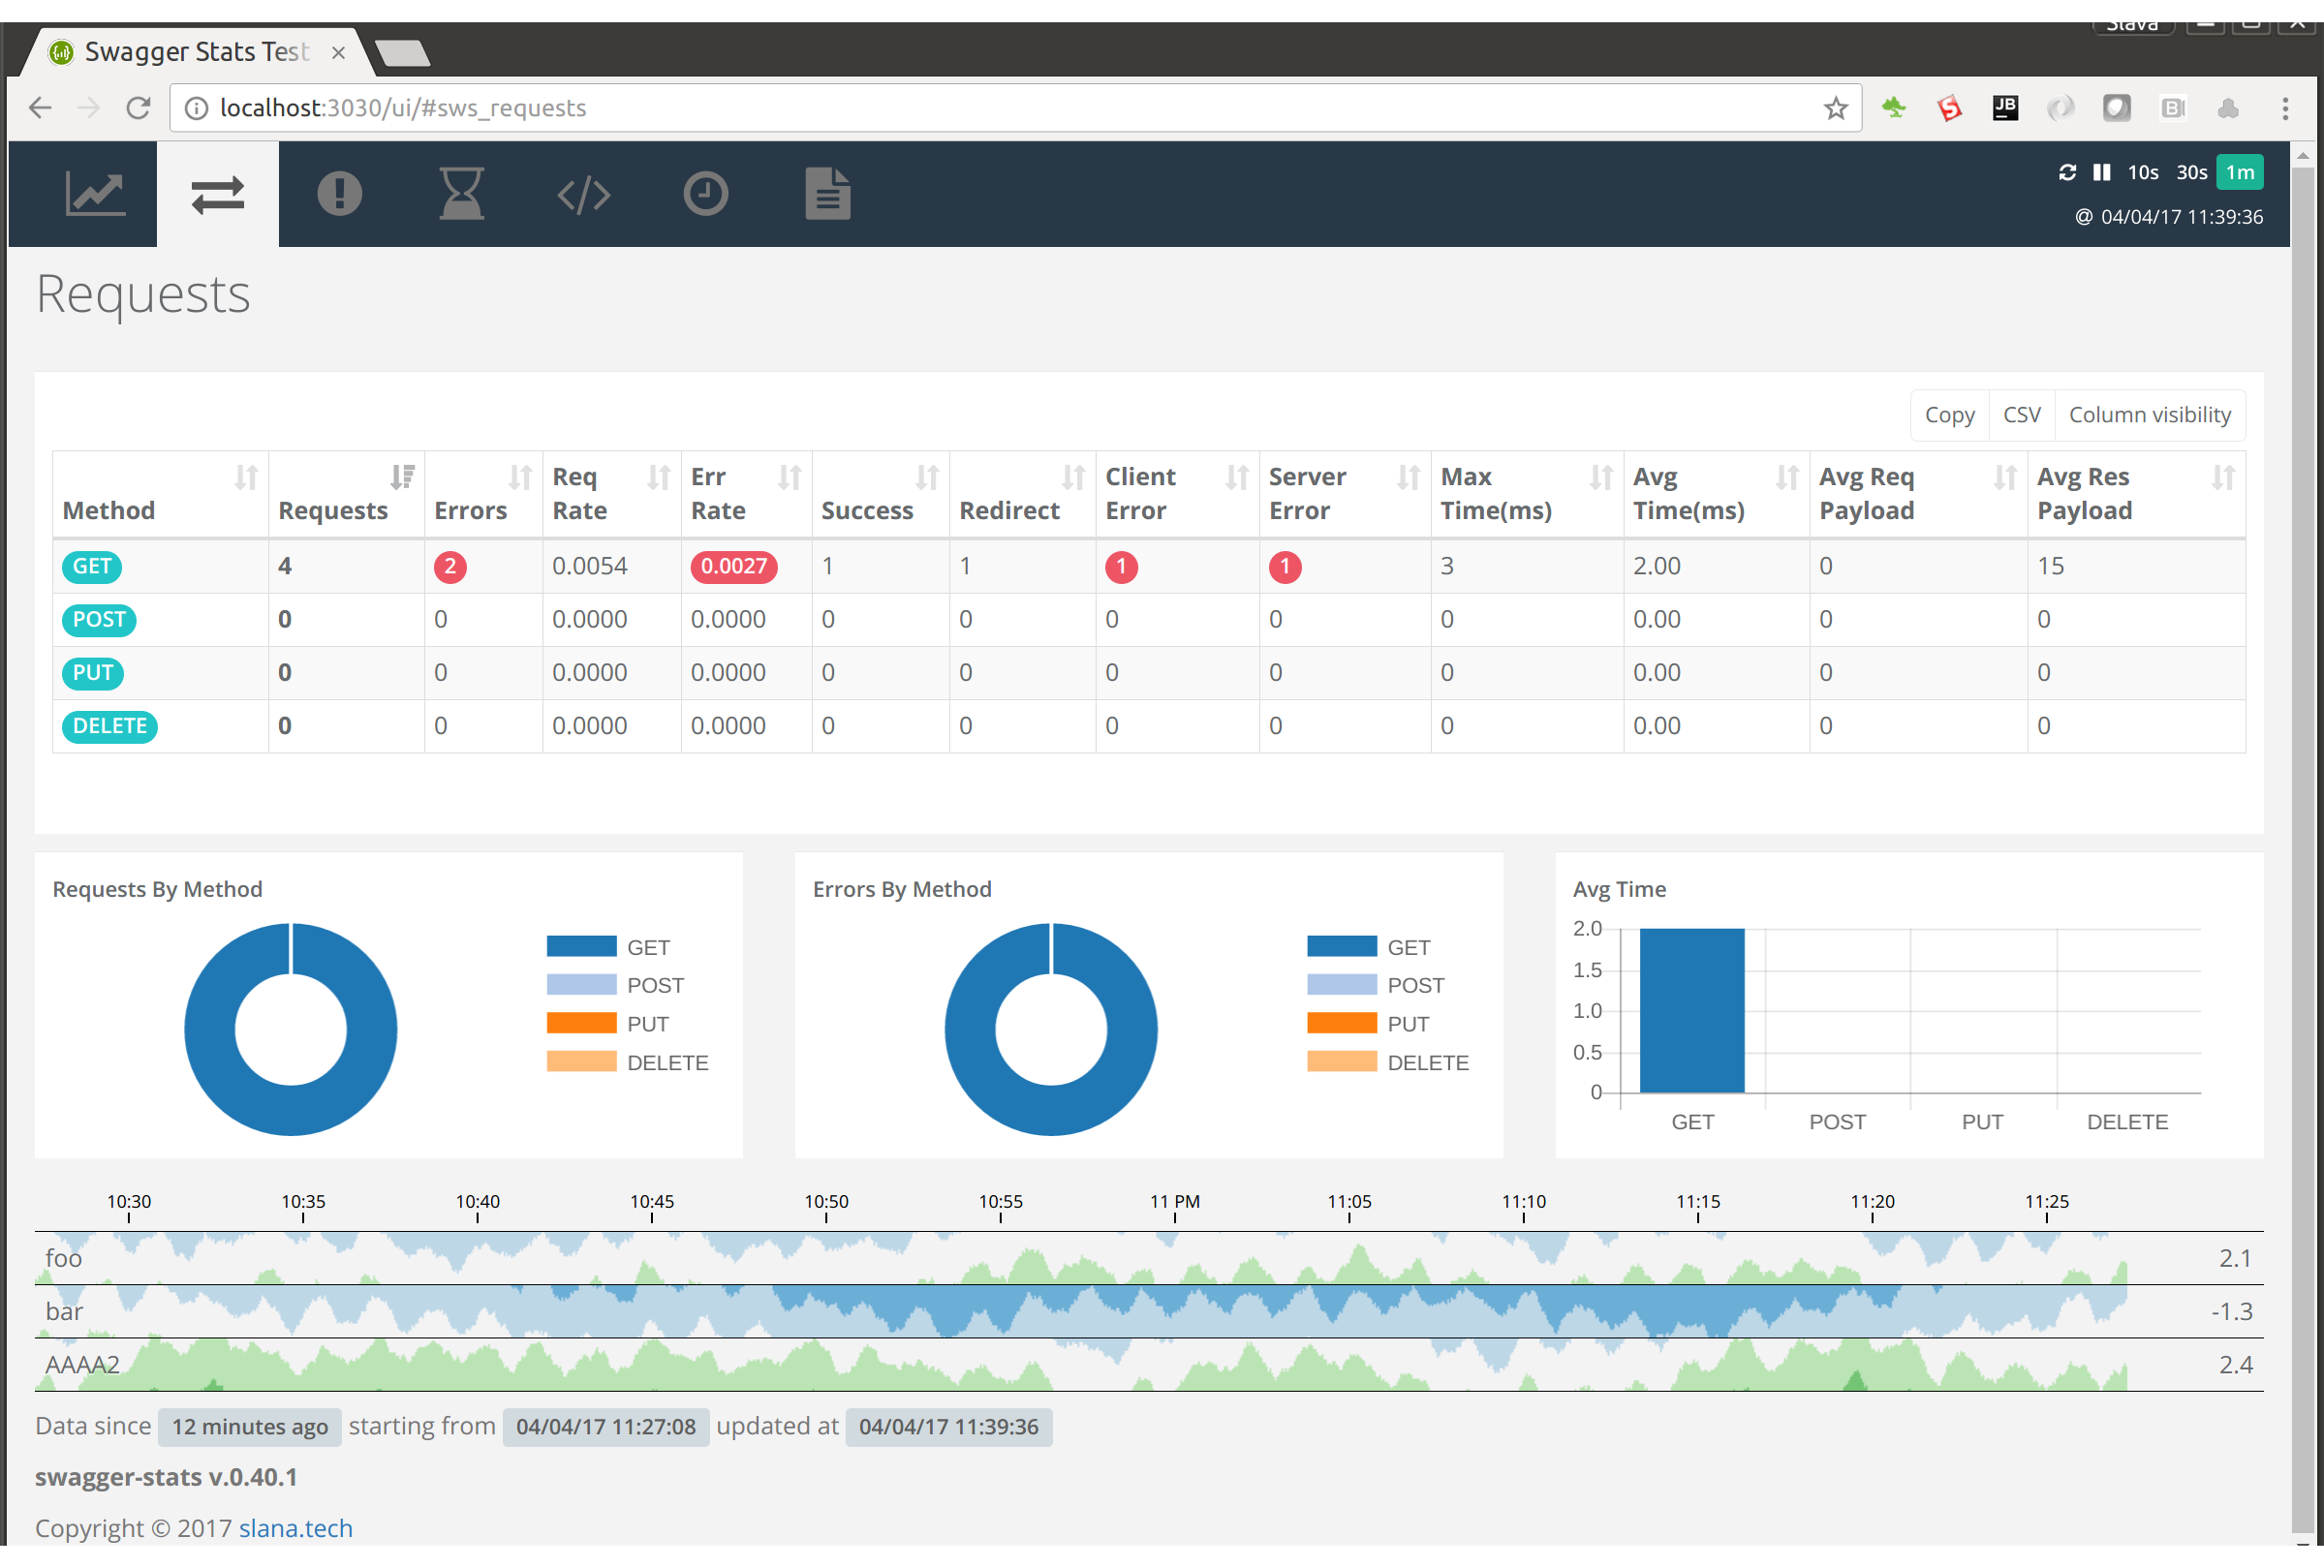 Slava
Swagger Stats Test
localhost:3030/ui/#sws_requests
10s 30s 1m
@ 04/04/17 11:39:36
Requests
Copy CSV Column visibility
Method Requests Errors Req Rate Err Rate Success Redirect Client Error Server Error Max Time(ms) Avg Time(ms) Avg Req Payload Avg Res Payload
GET 4 2 0.0054 0.0027 1 1 1 1 3 2.00 0 15
POST 0 0 0.0000 0.0000 0 0 0 0 0 0.00 0 0
PUT 0 0 0.0000 0.0000 0 0 0 0 0 0.00 0 0
DELETE 0 0 0.0000 0.0000 0 0 0 0 0 0.00 0 0
Requests By Method
GET
POST
PUT
DELETE
Errors By Method
GET
POST
PUT
DELETE
Avg Time
2.0
1.5
1.0
0.5
0
GET POST PUT DELETE
10:30 10:35 10:40 10:45 10:50 10:55 11 PM 11:05 11:10 11:15 11:20 11:25
foo 2.1
bar -1.3
AAAA2 2.4
Data since 12 minutes ago starting from 04/04/17 11:27:08 updated at 04/04/17 11:39:36
swagger-stats v.0.40.1
Copyright © 2017 slana.tech